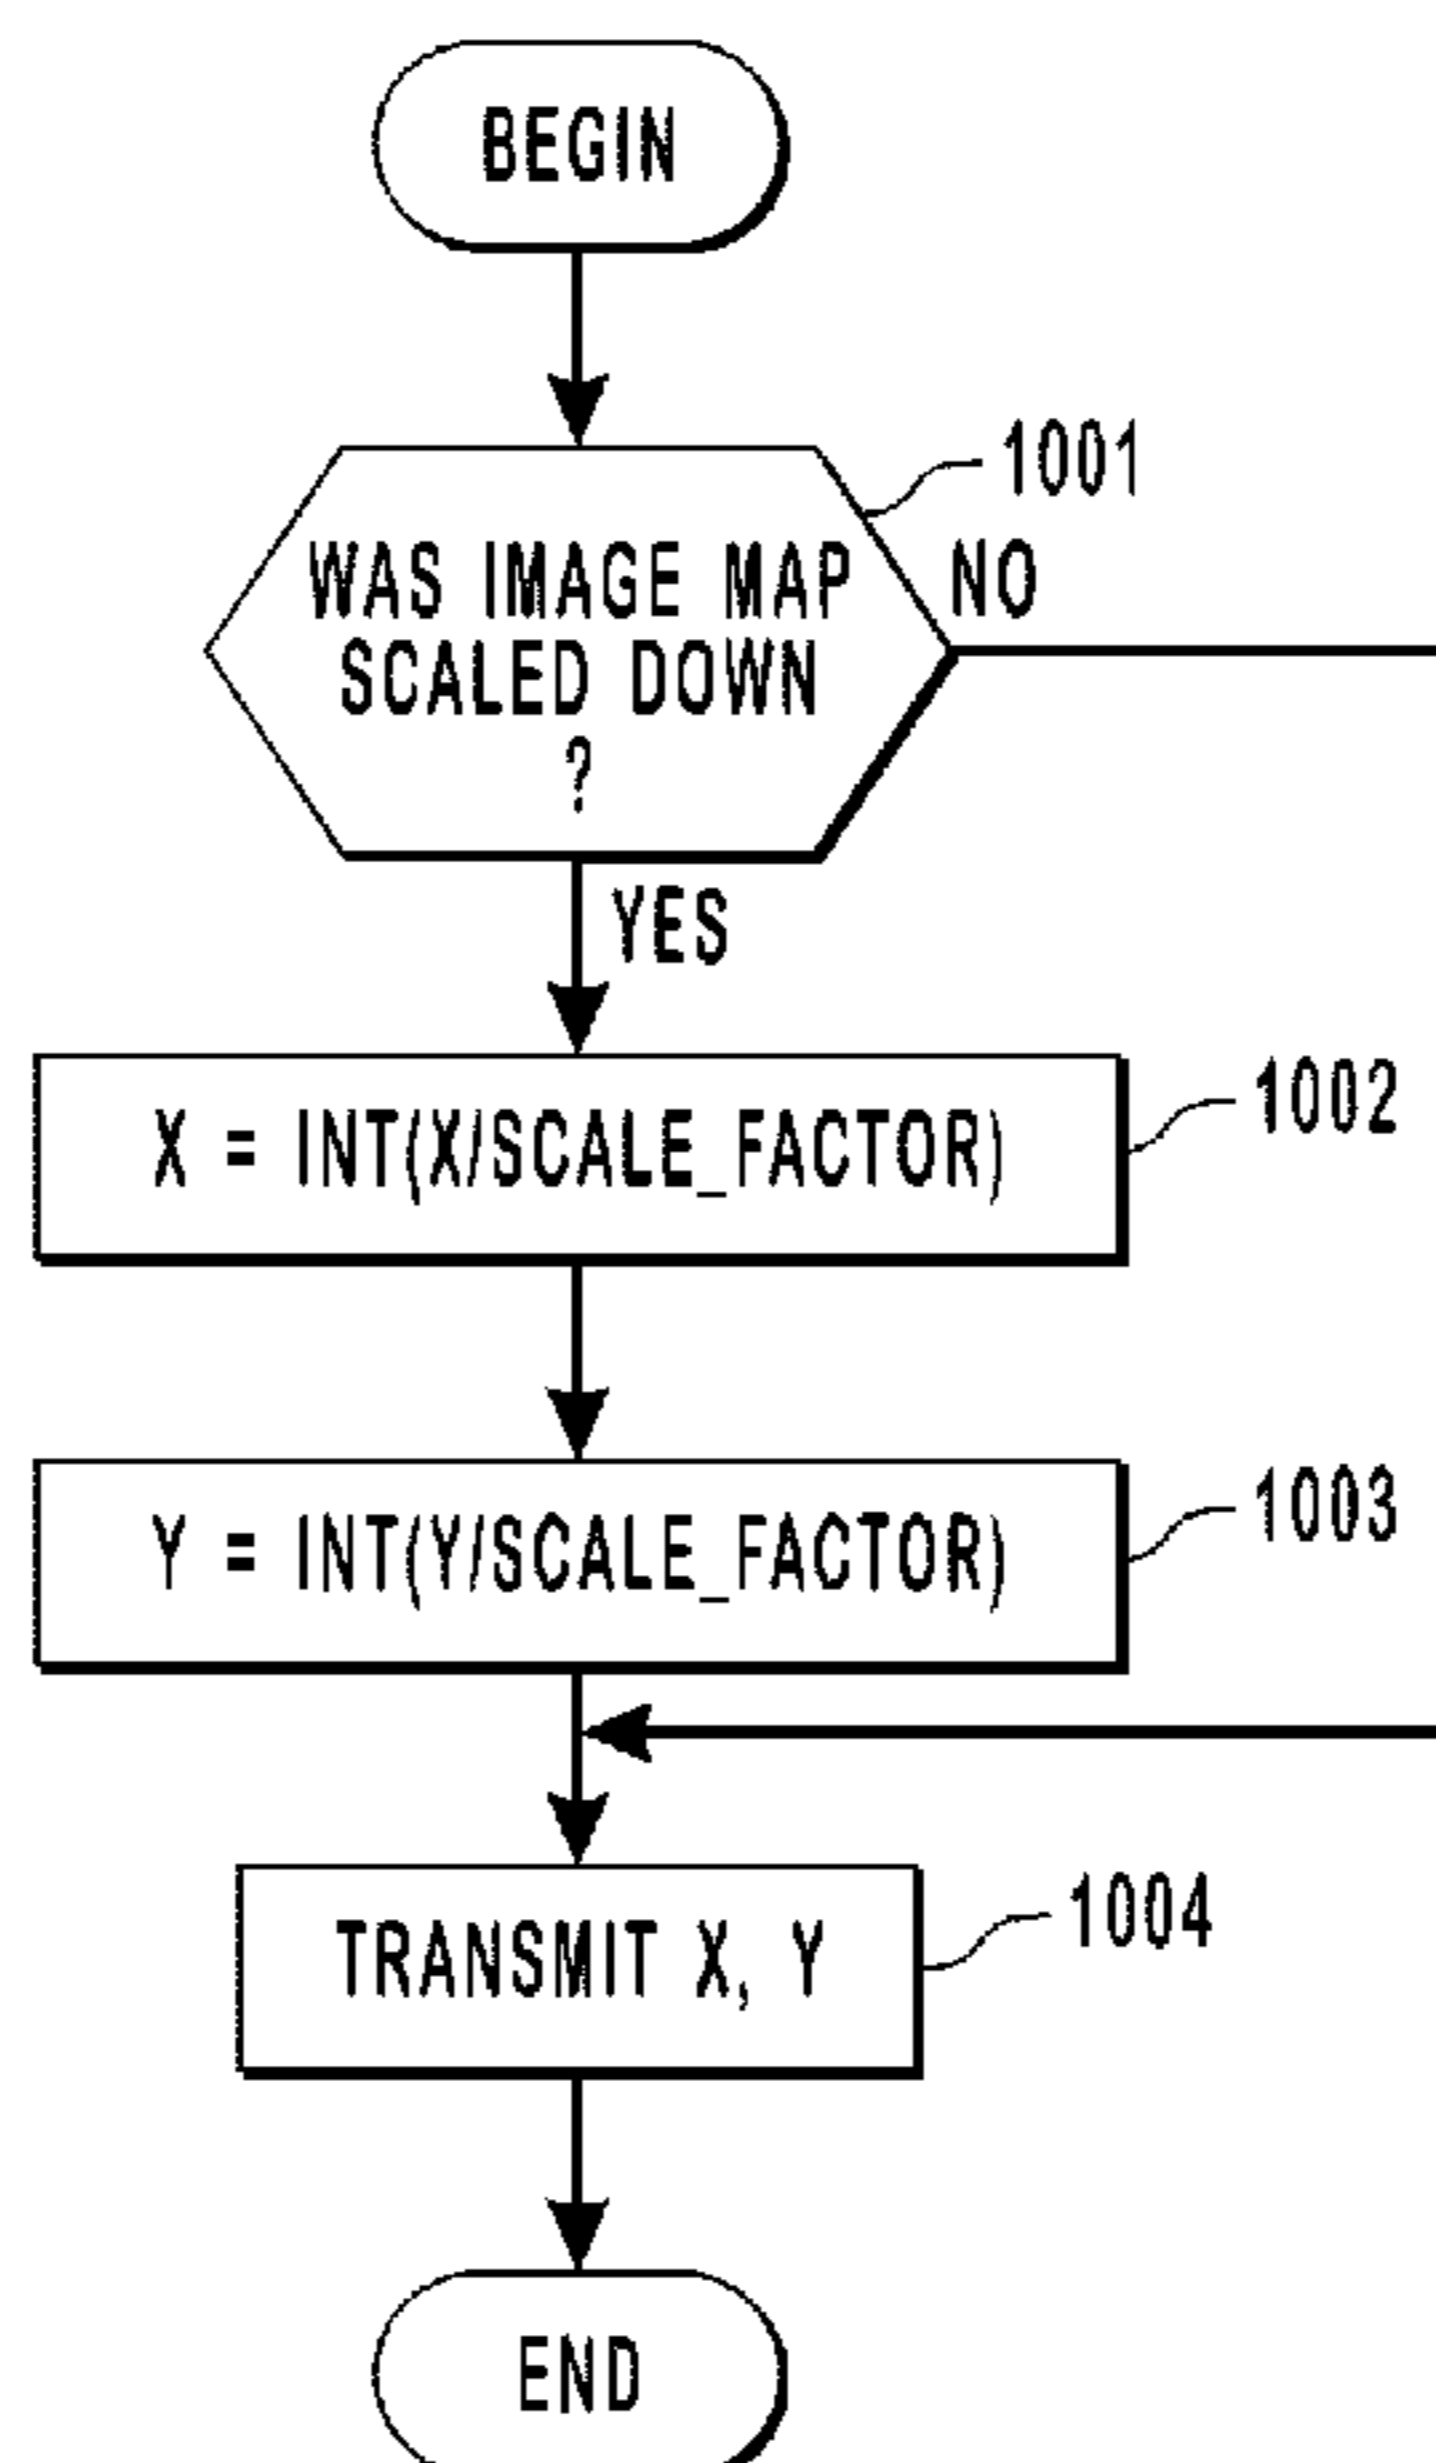 BEGIN
1001
WAS IMAGE MAP
SCALED DOWN
?
NO
YES
1002
X = INT(X/SCALE_FACTOR)
1003
Y = INT(Y/SCALE_FACTOR)
1004
TRANSMIT X, Y
END